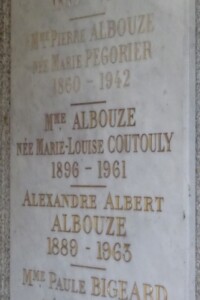 Mme PIERRE ALBOUZE
NÉE MARIE PEGORIER
1860 - 1942
MME ALBOUZE
NÉE MARIE-LOUISE COUTOULY
1896 - 1961
ALEXANDRE ALBERT
ALBOUZE
1889 - 1963
MME PAULE BIGEARD